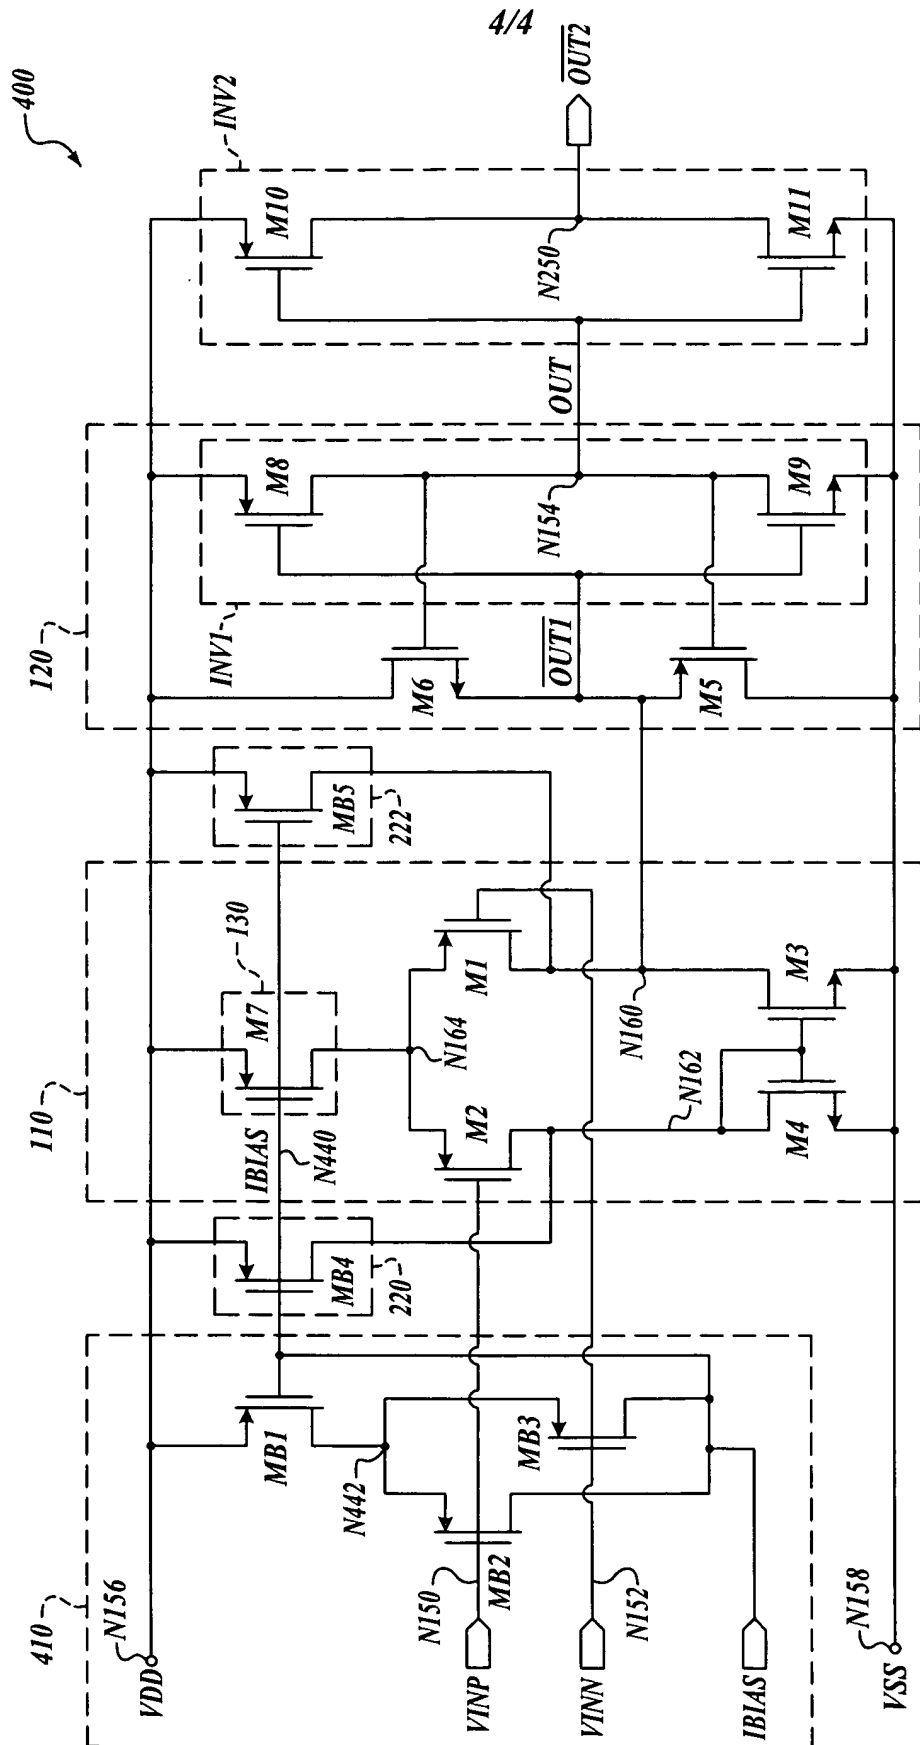 4/4
400
410
110
120
INV2
INV1
VDD
N156
MB1
MB4
220
IBIAS
N440
M7
130
MB5
222
M6
M8
M10
N442
MB2
MB3
N150
VINP
N152
VINN
IBIAS
M2
M1
N164
N160
N162
M4
M3
OUT1
M5
N154
M9
OUT
N250
M11
OUT2
VSS
N158